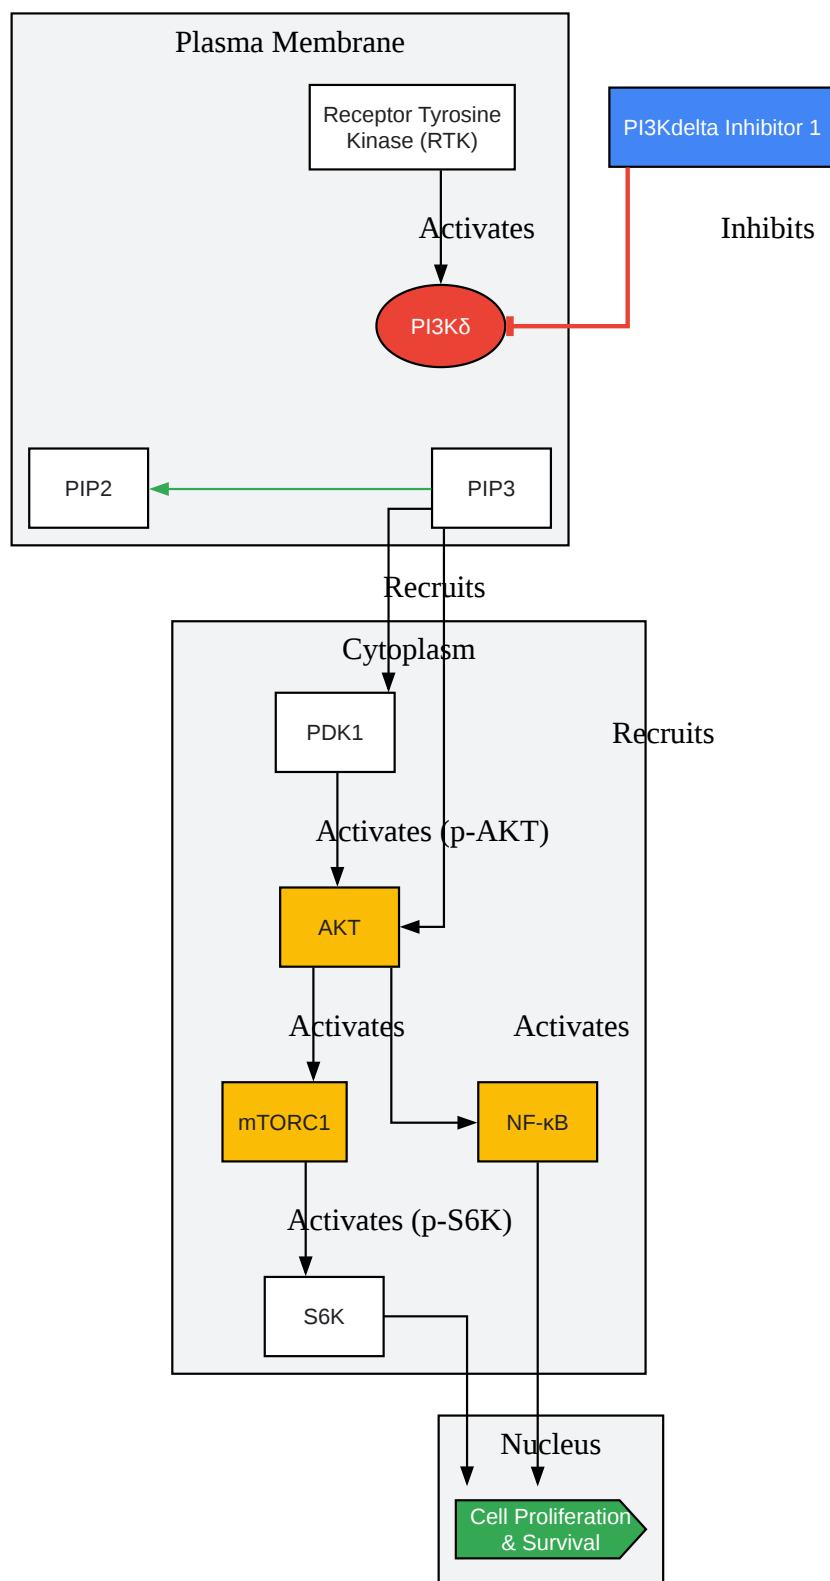 Plasma Membrane
Receptor Tyrosine
Kinase (RTK)
PI3Kdelta Inhibitor 1
Activates
Inhibits
PI3Kδ
PIP2
PIP3
Recruits
Cytoplasm
PDK1
Recruits
Activates (p-AKT)
AKT
Activates
Activates
mTORC1
NF-κB
Activates (p-S6K)
S6K
Nucleus
Cell Proliferation
& Survival